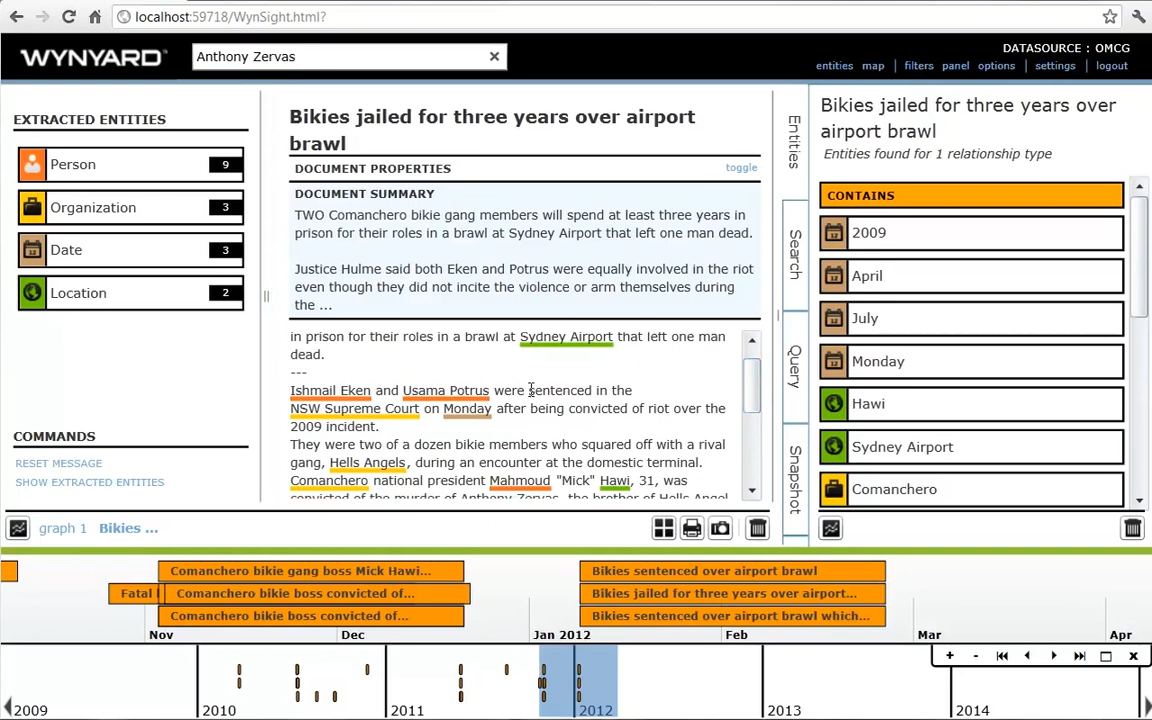 localhost:59718/WynSight.html?
WYNYARD
Anthony Zervas
DATASOURCE : OMCG
entities map | filters panel options | settings | logout
EXTRACTED ENTITIES
Person 9
Organization 3
Date 3
Location 2
COMMANDS
RESET MESSAGE
SHOW EXTRACTED ENTITIES
Bikies jailed for three years over airport
brawl
DOCUMENT PROPERTIES toggle
DOCUMENT SUMMARY
TWO Comanchero bikie gang members will spend at least three years in
prison for their roles in a brawl at Sydney Airport that left one man dead.
Justice Hulme said both Eken and Potrus were equally involved in the riot
even though they did not incite the violence or arm themselves during
the ...
in prison for their roles in a brawl at Sydney Airport that left one man
dead.
---
Ishmail Eken and Usama Potrus were sentenced in the
NSW Supreme Court on Monday after being convicted of riot over the
2009 incident.
They were two of a dozen bikie members who squared off with a rival
gang, Hells Angels, during an encounter at the domestic terminal.
Comanchero national president Mahmoud "Mick" Hawi, 31, was
convicted of the murder of Anthony Zervas, the brother of Hells Angel
Entities
Search
Query
Snapshot
Bikies jailed for three years over
airport brawl
Entities found for 1 relationship type
CONTAINS
2009
April
July
Monday
Hawi
Sydney Airport
Comanchero
graph 1 Bikies ...
Comanchero bikie gang boss Mick Hawi...
Fatal
Comanchero bikie boss convicted of...
Comanchero bikie boss convicted of...
Bikies sentenced over airport brawl
Bikies jailed for three years over airport...
Bikies sentenced over airport brawl which...
Nov Dec Jan 2012 Feb Mar Apr
2009 2010 2011 2012 2013 2014